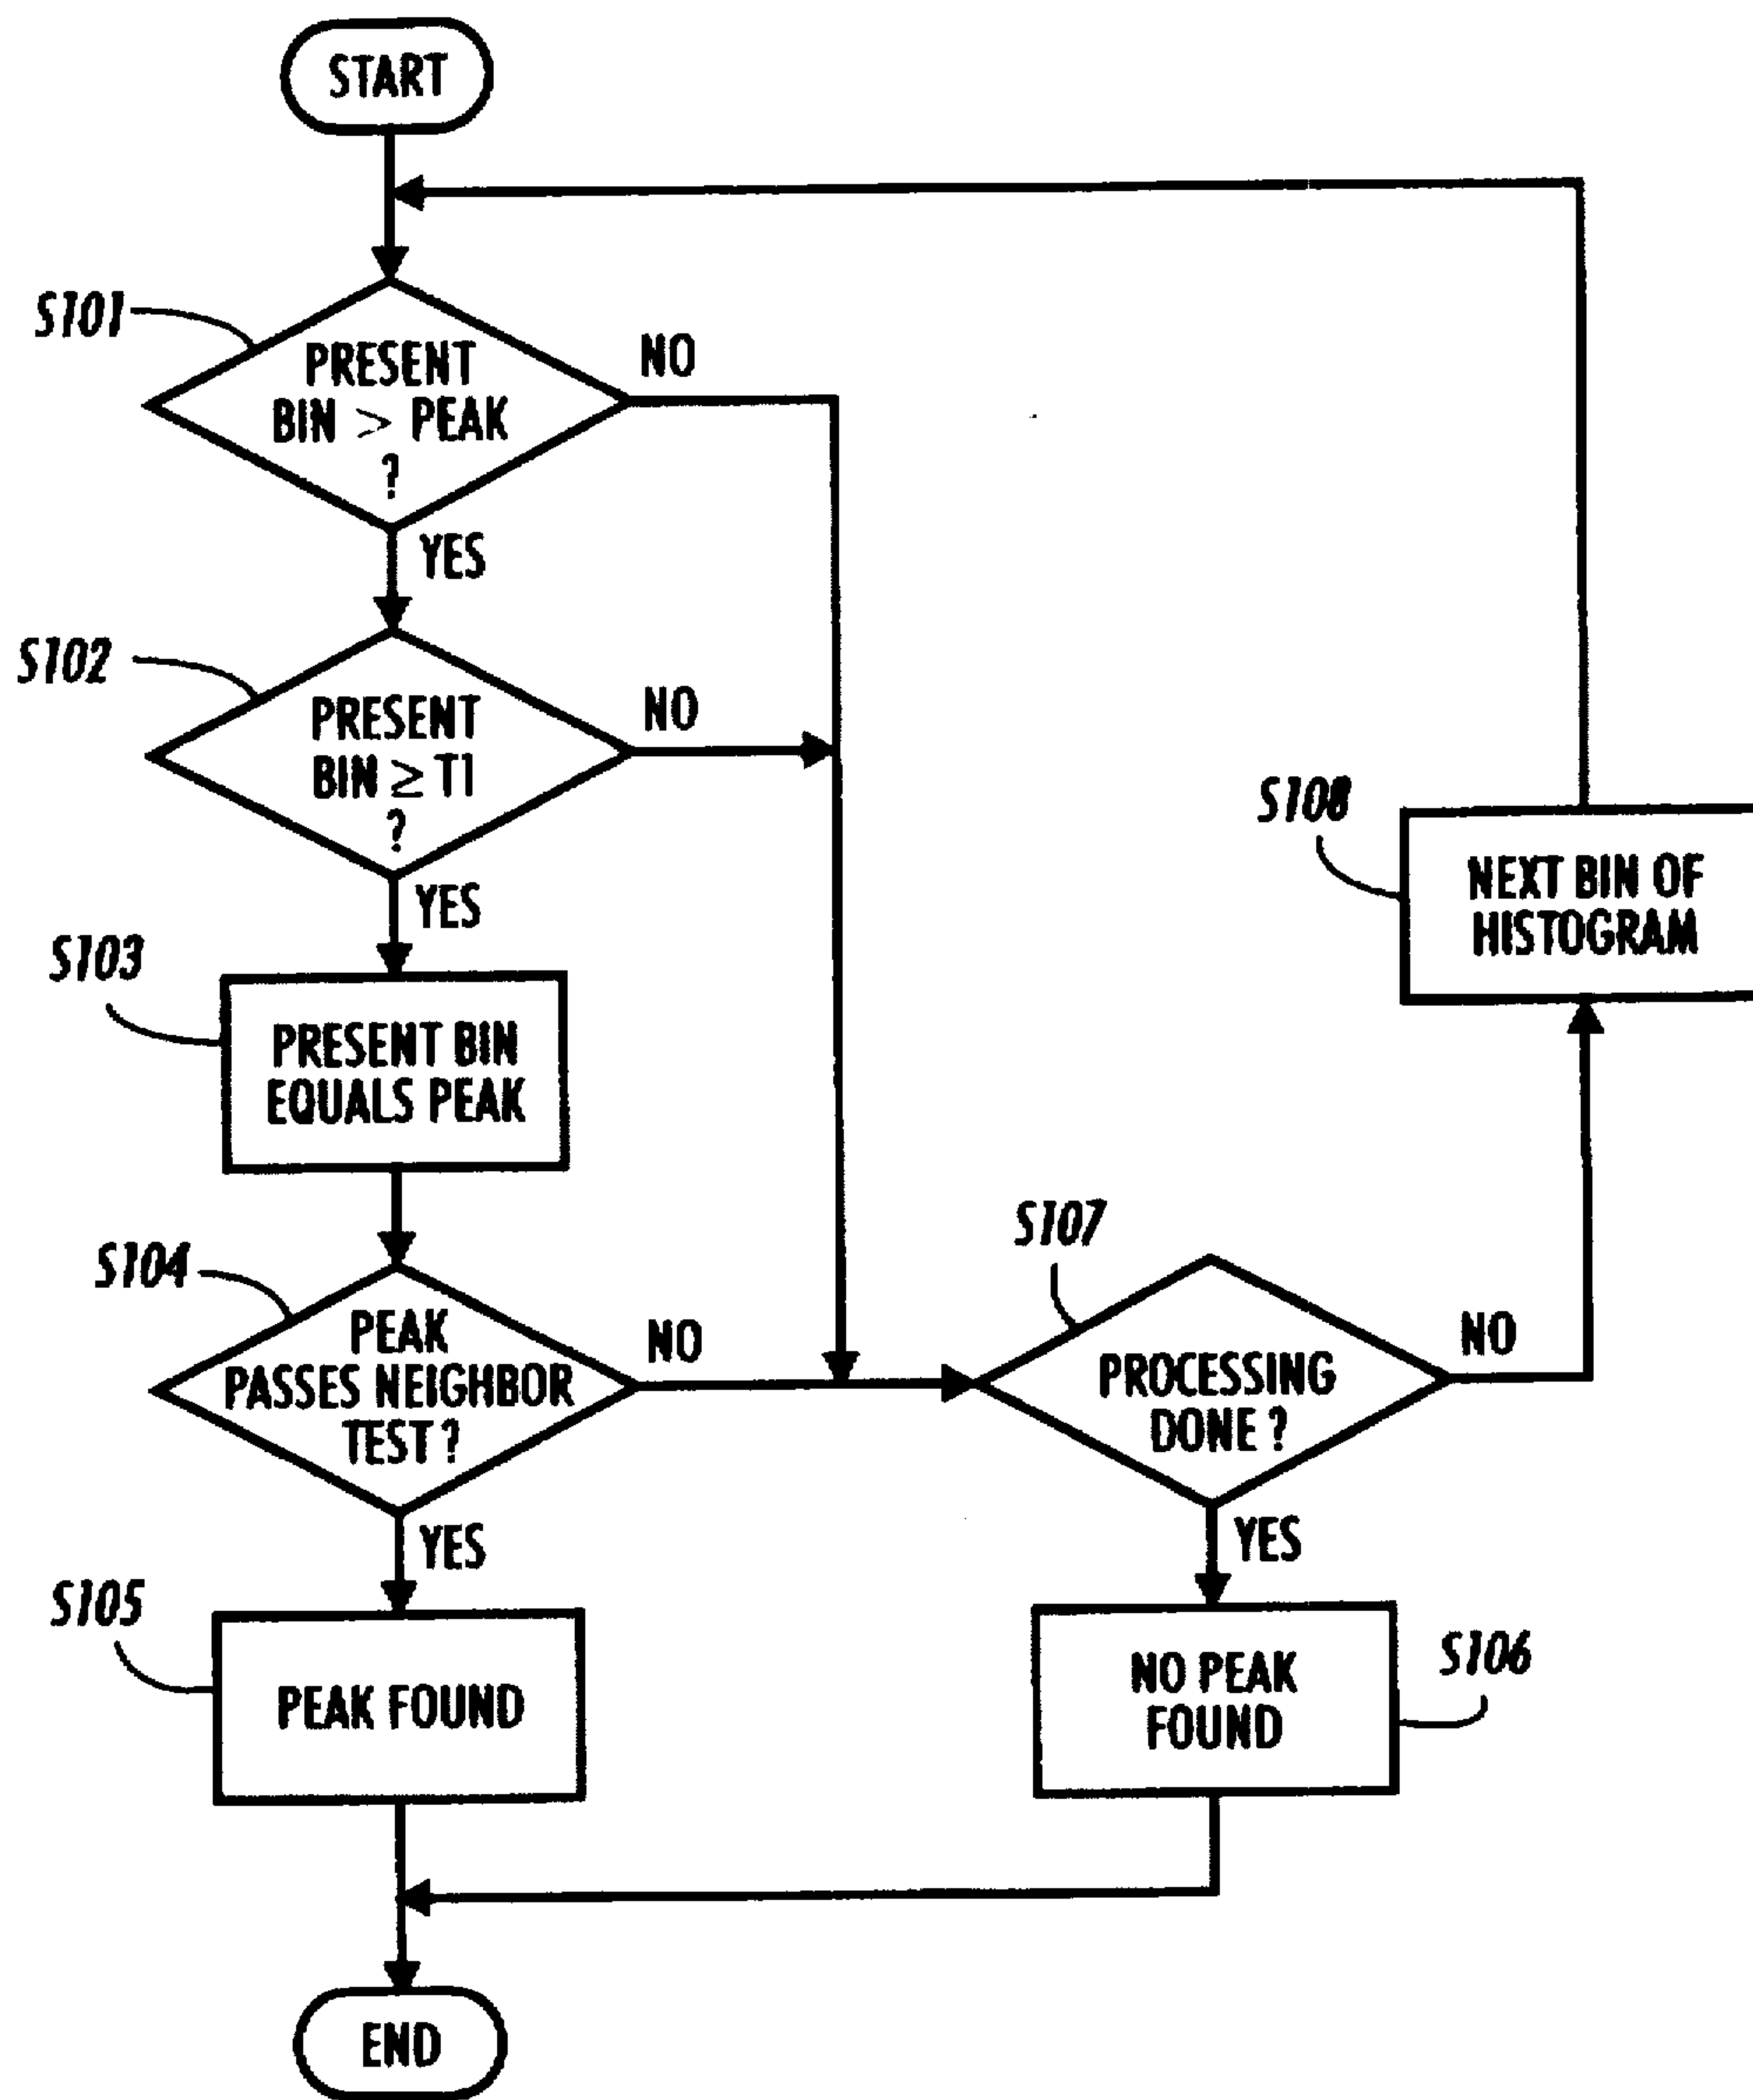 START
S101
PRESENT
BIN > PEAK
?
NO
YES
S102
PRESENT
BIN ≥ T1
?
NO
YES
S103
PRESENT BIN
EQUALS PEAK
S104
PEAK
PASSES NEIGHBOR
TEST?
NO
YES
S105
PEAK FOUND
S107
PROCESSING
DONE?
NO
YES
S108
NEXT BIN OF
HISTOGRAM
NO PEAK
FOUND
S106
END